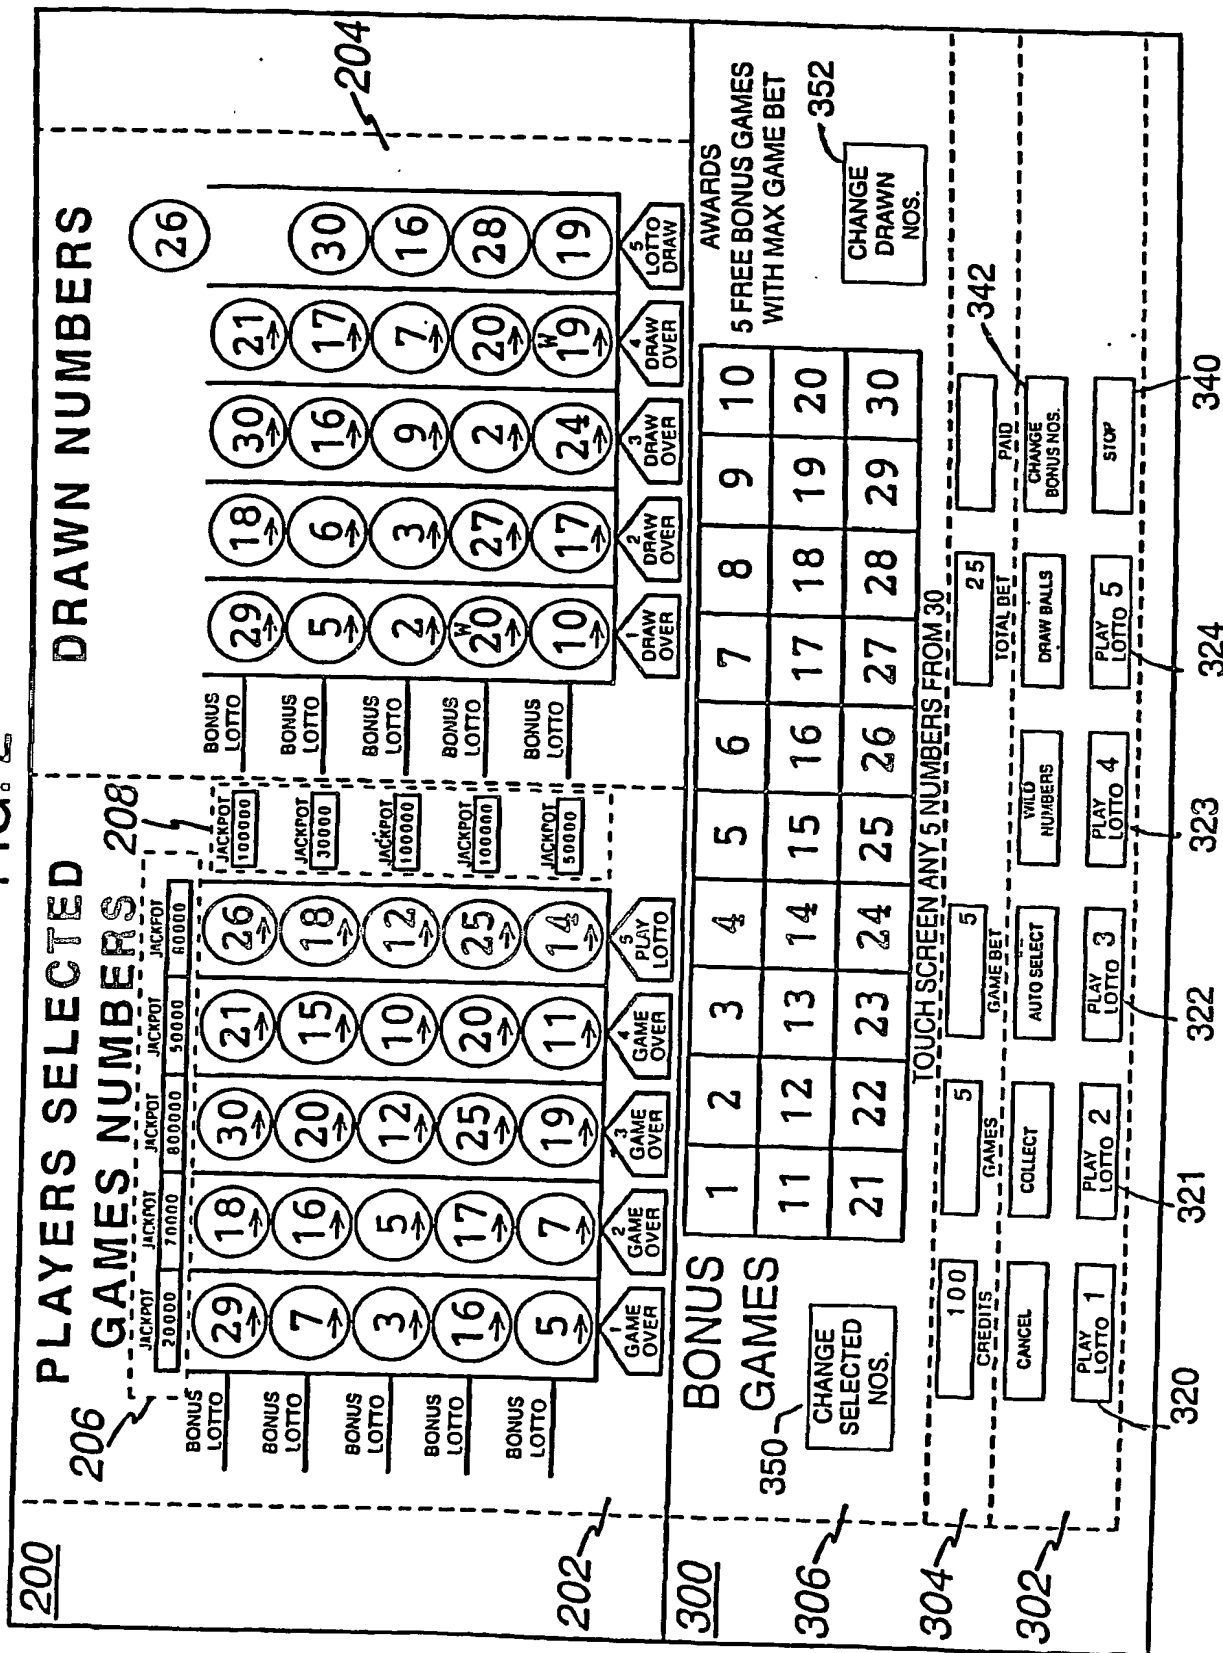 200
PLAYERS SELECTED
GAMES NUMBERS
DRAWN NUMBERS
206
208
204
JACKPOT JACKPOT JACKPOT JACKPOT JACKPOT
20000 70000 800000 50000 60000
BONUS LOTTO 29 18 30 21 26 JACKPOT 100000 BONUS LOTTO 29 18 30 21 26
BONUS LOTTO 7 16 20 15 18 JACKPOT 30000 BONUS LOTTO 5 6 16 17 30
BONUS LOTTO 3 5 12 10 12 JACKPOT 100000 BONUS LOTTO 2 3 9 7 16
BONUS LOTTO 16 17 25 20 25 JACKPOT 100000 BONUS LOTTO W 20 27 2 20 28
BONUS LOTTO 5 7 19 11 14 JACKPOT 50000 BONUS LOTTO 10 17 24 W 19 19
1 GAME OVER
2 GAME OVER
3 GAME OVER
4 GAME OVER
5 PLAY LOTTO
1 DRAW OVER
2 DRAW OVER
3 DRAW OVER
4 DRAW OVER
5 LOTTO DRAW
202
300
BONUS
GAMES
350
CHANGE
SELECTED
NOS.
1 2 3 4 5 6 7 8 9 10
11 12 13 14 15 16 17 18 19 20
21 22 23 24 25 26 27 28 29 30
AWARDS
5 FREE BONUS GAMES
WITH MAX GAME BET
CHANGE
DRAWN
NOS.
352
306
TOUCH SCREEN ANY 5 NUMBERS FROM 30
304
100 5 5 25
CREDITS GAMES GAME BET TOTAL BET PAID
342
302
CANCEL COLLECT AUTO SELECT WILD NUMBERS DRAW BALLS CHANGE BONUS NOS.
PLAY LOTTO 1 PLAY LOTTO 2 PLAY LOTTO 3 PLAY LOTTO 4 PLAY LOTTO 5 STOP
320 321 322 323 324 340